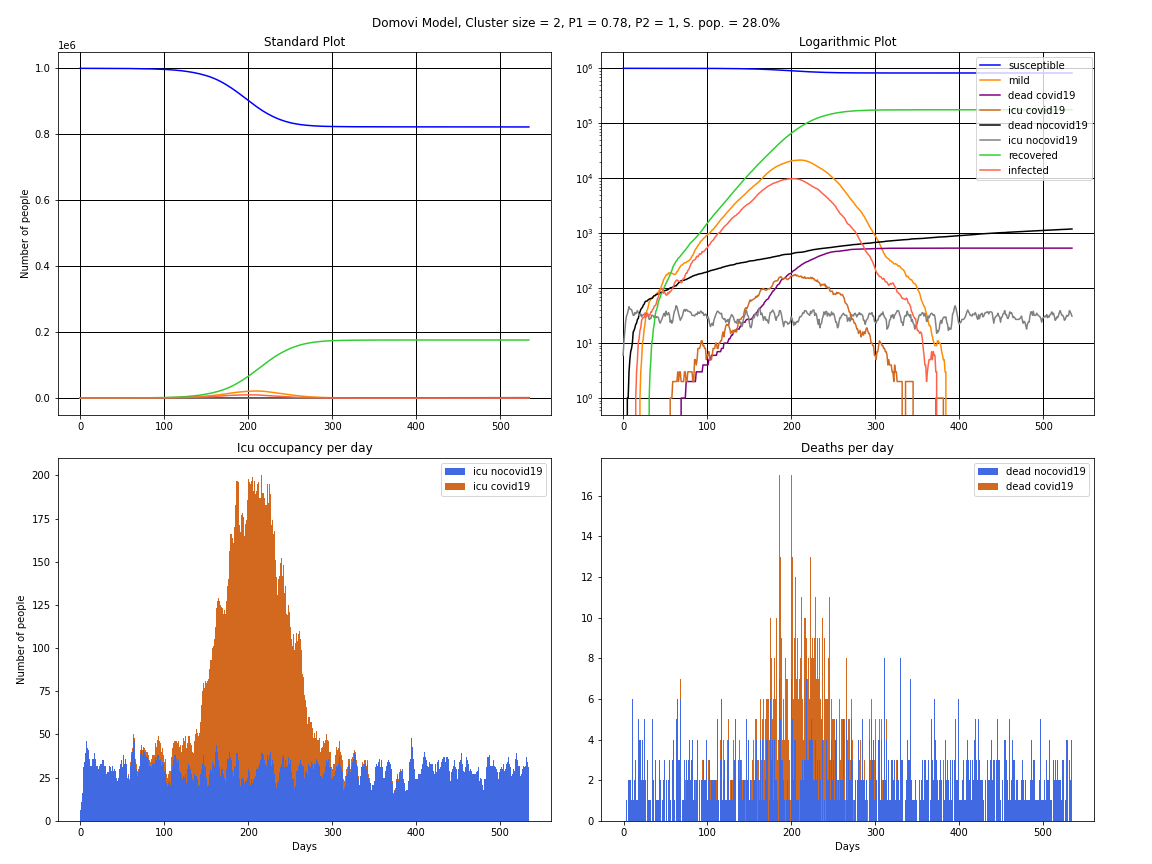 Domovi Model, Cluster size = 2, P1 = 0.78, P2 = 1, S. pop. = 28.0%
Standard Plot
1e6
1.0
0.8
0.6
0.4
0.2
0.0
Number of people
0 100 200 300 400 500
Logarithmic Plot
10^6
10^5
10^4
10^3
10^2
10^1
10^0
susceptible
mild
dead covid19
icu covid19
dead nocovid19
icu nocovid19
recovered
infected
0 100 200 300 400 500
Icu occupancy per day
200
175
150
125
100
75
50
25
0
Number of people
icu nocovid19
icu covid19
0 100 200 300 400 500
Days
Deaths per day
16
14
12
10
8
6
4
2
0
dead nocovid19
dead covid19
0 100 200 300 400 500
Days